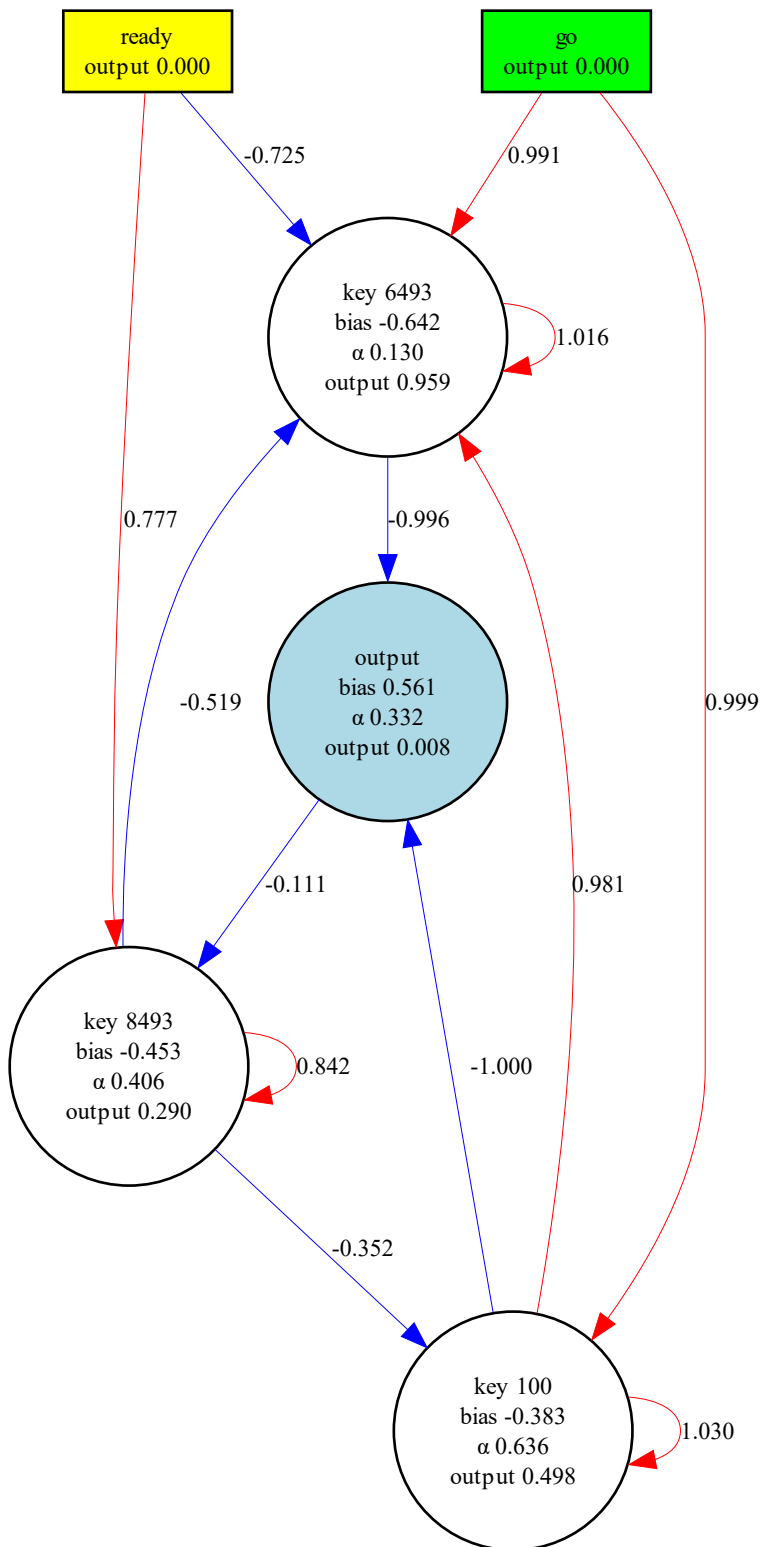 ready
output 0.000
go
output 0.000
-0.725
0.991
key 6493
bias -0.642
α 0.130
output 0.959
1.016
0.777
-0.996
-0.519
output
bias 0.561
α 0.332
output 0.008
0.999
-0.111
0.981
key 8493
bias -0.453
α 0.406
output 0.290
0.842
-1.000
-0.352
key 100
bias -0.383
α 0.636
output 0.498
1.030